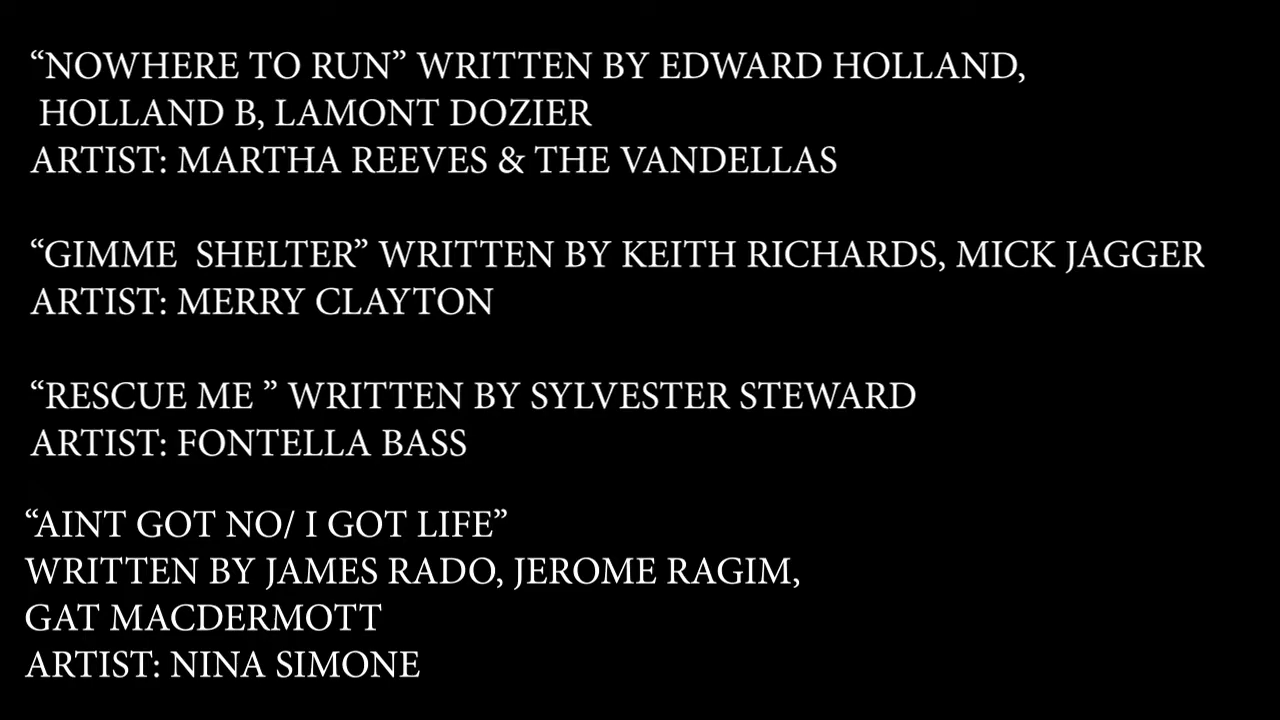 “NOWHERE TO RUN” WRITTEN BY EDWARD HOLLAND,
HOLLAND B, LAMONT DOZIER
ARTIST: MARTHA REEVES & THE VANDELLAS
“GIMME  SHELTER” WRITTEN BY KEITH RICHARDS, MICK JAGGER
ARTIST: MERRY CLAYTON
“RESCUE ME ” WRITTEN BY SYLVESTER STEWARD
ARTIST: FONTELLA BASS
“AINT GOT NO/ I GOT LIFE”
WRITTEN BY JAMES RADO, JEROME RAGIM,
GAT MACDERMOTT
ARTIST: NINA SIMONE